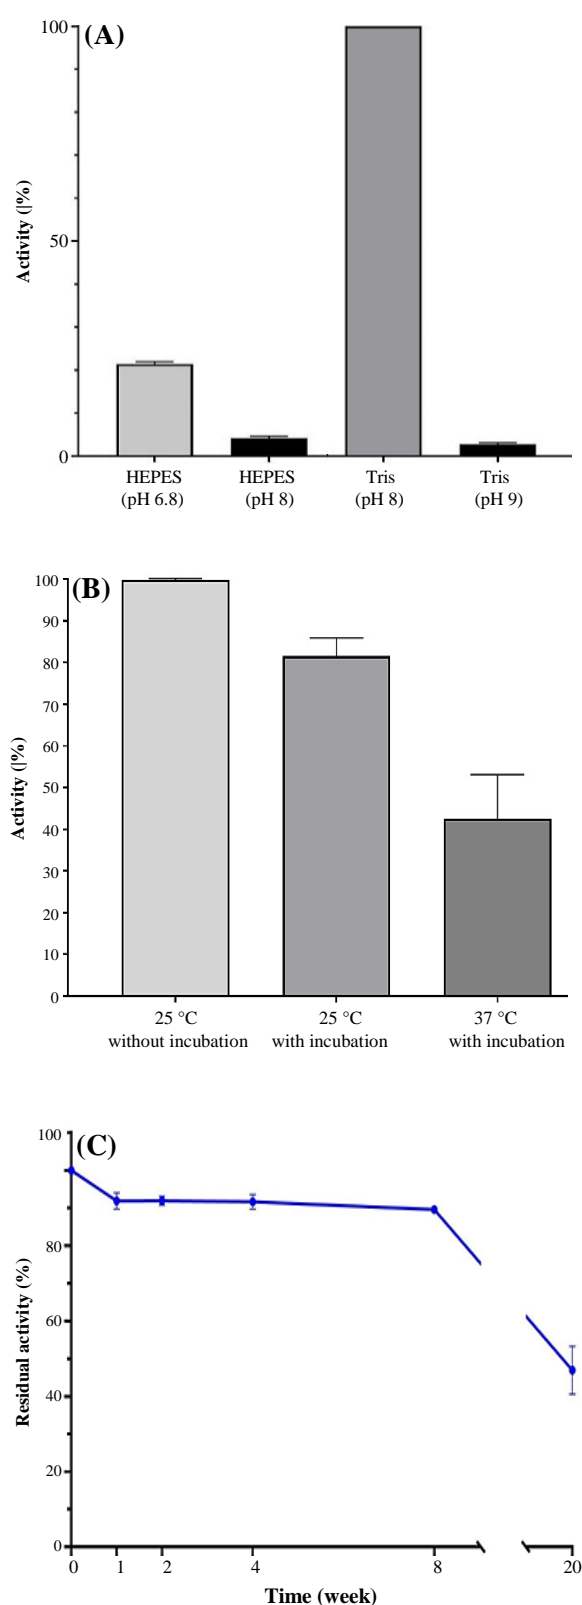 (A)
100
50
0
Activity (|%)
HEPES HEPES Tris Tris
(pH 6.8) (pH 8) (pH 8) (pH 9)
(B)
100
90
80
70
60
50
40
30
20
10
0
Activity (|%)
25 °C 25 °C 37 °C
without incubation with incubation with incubation
(C)
100
80
60
40
20
0
Residual activity (%)
0 1 2 4 8 20
Time (week)